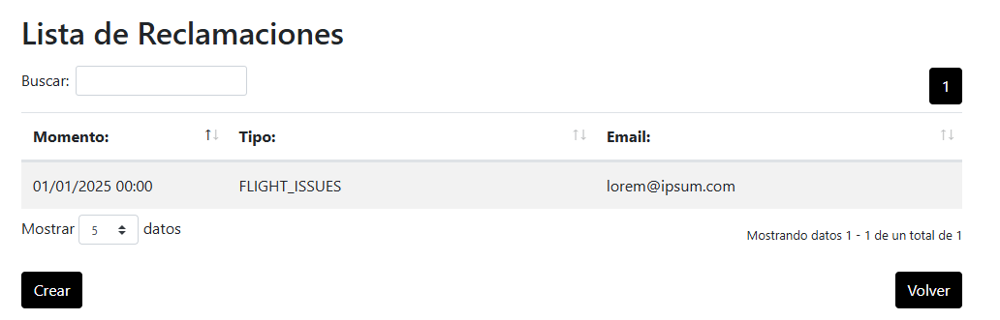 Lista de Reclamaciones
Buscar:
1
Momento: Tipo: Email:
01/01/2025 00:00 FLIGHT_ISSUES lorem@ipsum.com
Mostrar 5 datos
Mostrando datos 1 - 1 de un total de 1
Crear Volver